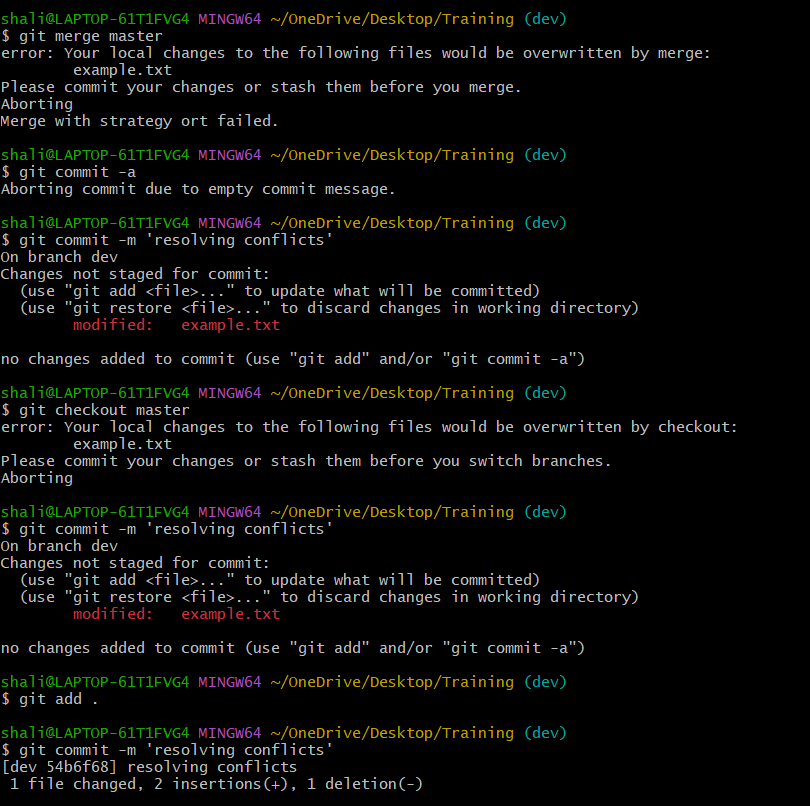 shali@LAPTOP-61T1FVG4 MINGW64 ~/OneDrive/Desktop/Training (dev)
$ git merge master
error: Your local changes to the following files would be overwritten by merge:
        example.txt
Please commit your changes or stash them before you merge.
Aborting
Merge with strategy ort failed.

shali@LAPTOP-61T1FVG4 MINGW64 ~/OneDrive/Desktop/Training (dev)
$ git commit -a
Aborting commit due to empty commit message.

shali@LAPTOP-61T1FVG4 MINGW64 ~/OneDrive/Desktop/Training (dev)
$ git commit -m 'resolving conflicts'
On branch dev
Changes not staged for commit:
  (use "git add <file>..." to update what will be committed)
  (use "git restore <file>..." to discard changes in working directory)
        modified:   example.txt

no changes added to commit (use "git add" and/or "git commit -a")

shali@LAPTOP-61T1FVG4 MINGW64 ~/OneDrive/Desktop/Training (dev)
$ git checkout master
error: Your local changes to the following files would be overwritten by checkout:
        example.txt
Please commit your changes or stash them before you switch branches.
Aborting

shali@LAPTOP-61T1FVG4 MINGW64 ~/OneDrive/Desktop/Training (dev)
$ git commit -m 'resolving conflicts'
On branch dev
Changes not staged for commit:
  (use "git add <file>..." to update what will be committed)
  (use "git restore <file>..." to discard changes in working directory)
        modified:   example.txt

no changes added to commit (use "git add" and/or "git commit -a")

shali@LAPTOP-61T1FVG4 MINGW64 ~/OneDrive/Desktop/Training (dev)
$ git add .

shali@LAPTOP-61T1FVG4 MINGW64 ~/OneDrive/Desktop/Training (dev)
$ git commit -m 'resolving conflicts'
[dev 54b6f68] resolving conflicts
 1 file changed, 2 insertions(+), 1 deletion(-)